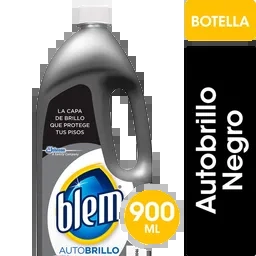 BOTELLA
LA CAPA
DE BRILLO
QUE PROTEGE
TUS PISOS
blem
AUTOBRILLO
900
ML
Autobrillo
Negro